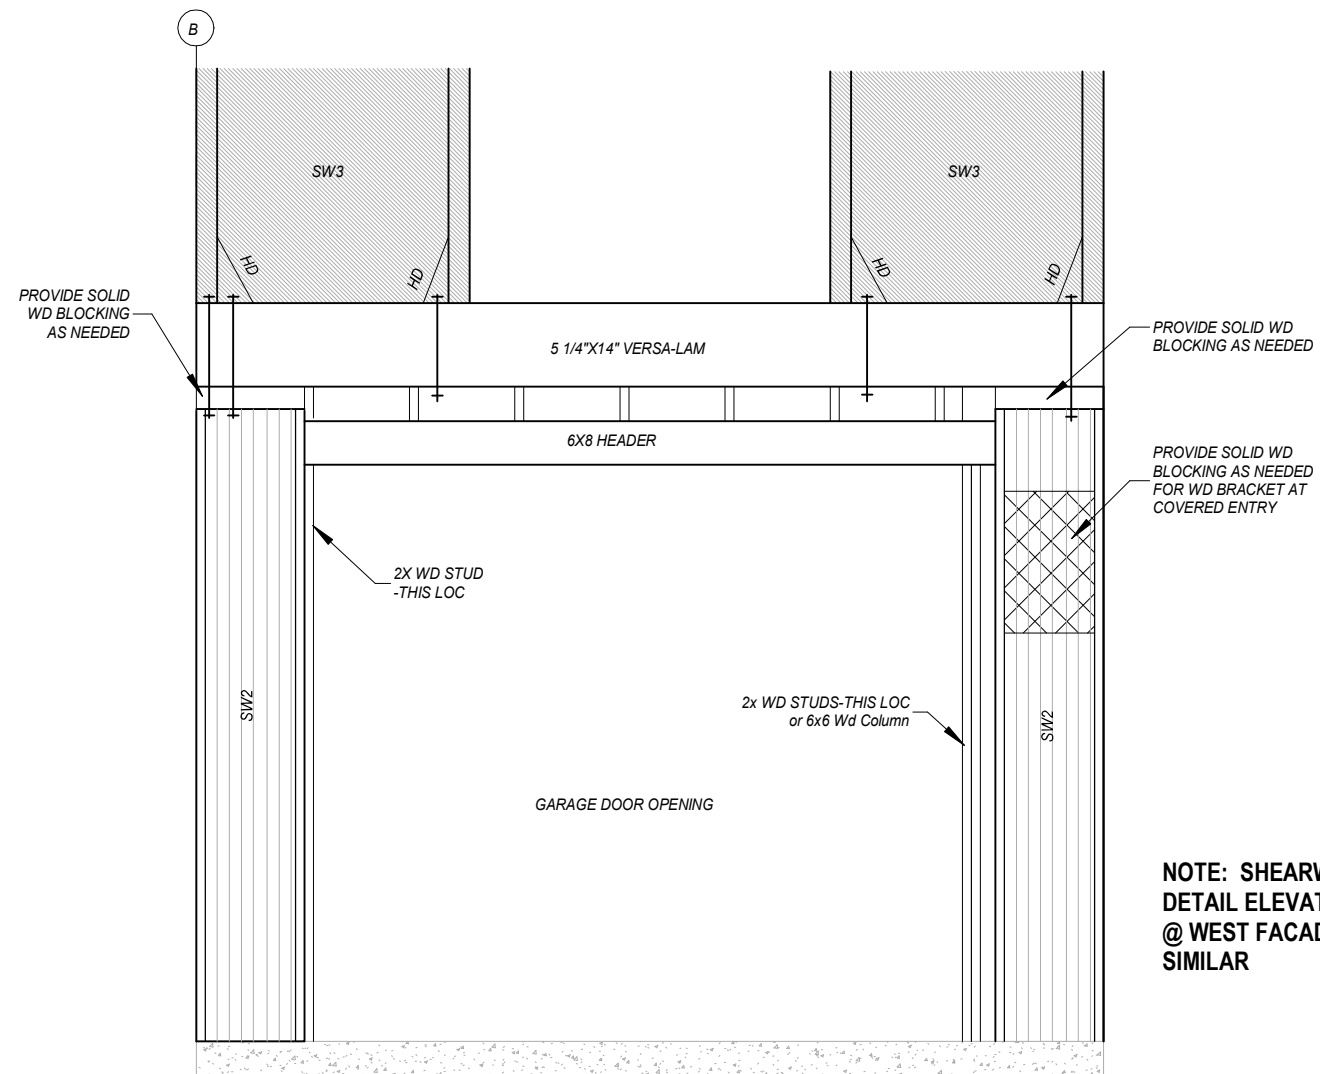 B
SW3
SW3
HD
HD
HD
HD
PROVIDE SOLID
WD BLOCKING
AS NEEDED
5 1/4"X14" VERSA-LAM
PROVIDE SOLID WD
BLOCKING AS NEEDED
6X8 HEADER
PROVIDE SOLID WD
BLOCKING AS NEEDED
FOR WD BRACKET AT
COVERED ENTRY
2X WD STUD
-THIS LOC
SW2
2x WD STUDS-THIS LOC
or 6x6 Wd Column
SW2
GARAGE DOOR OPENING
NOTE: SHEARW
DETAIL ELEVAT
@ WEST FACAD
SIMILAR